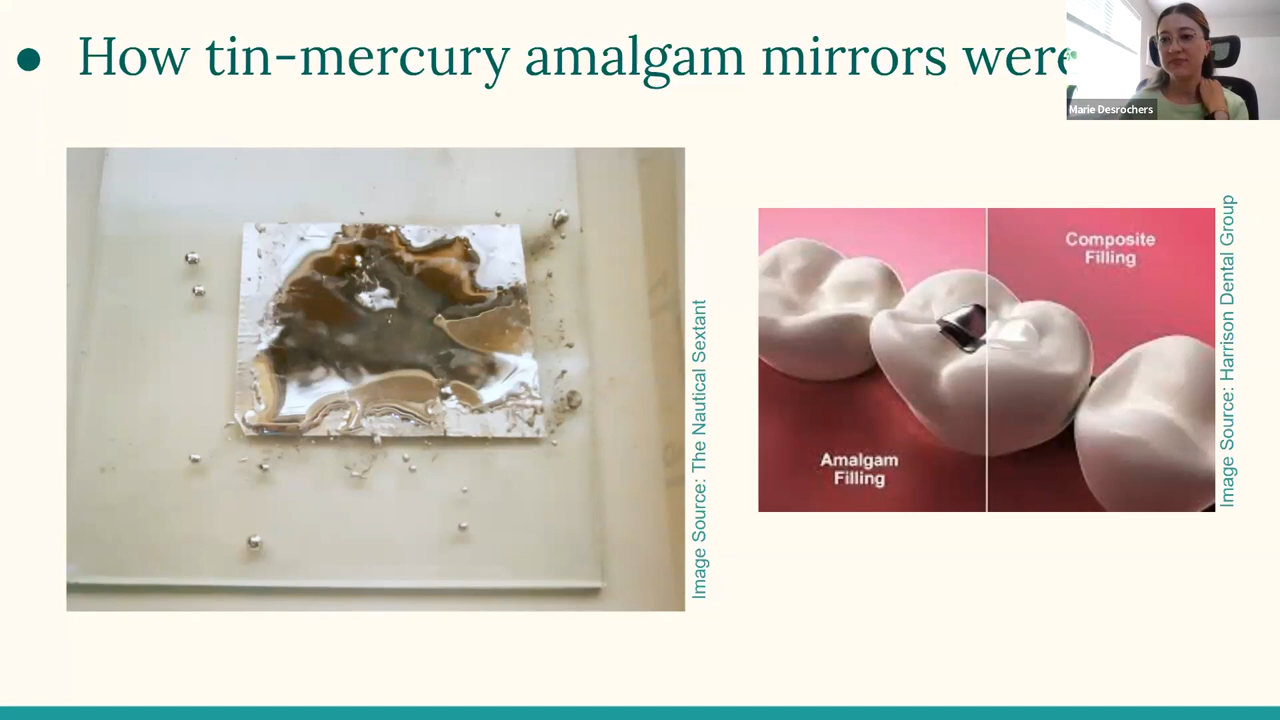 ● How tin-mercury amalgam mirrors were
Marie Desrochers
Image Source: The Nautical Sextant
Composite
Filling
Amalgam
Filling
Image Source: Harrison Dental Group